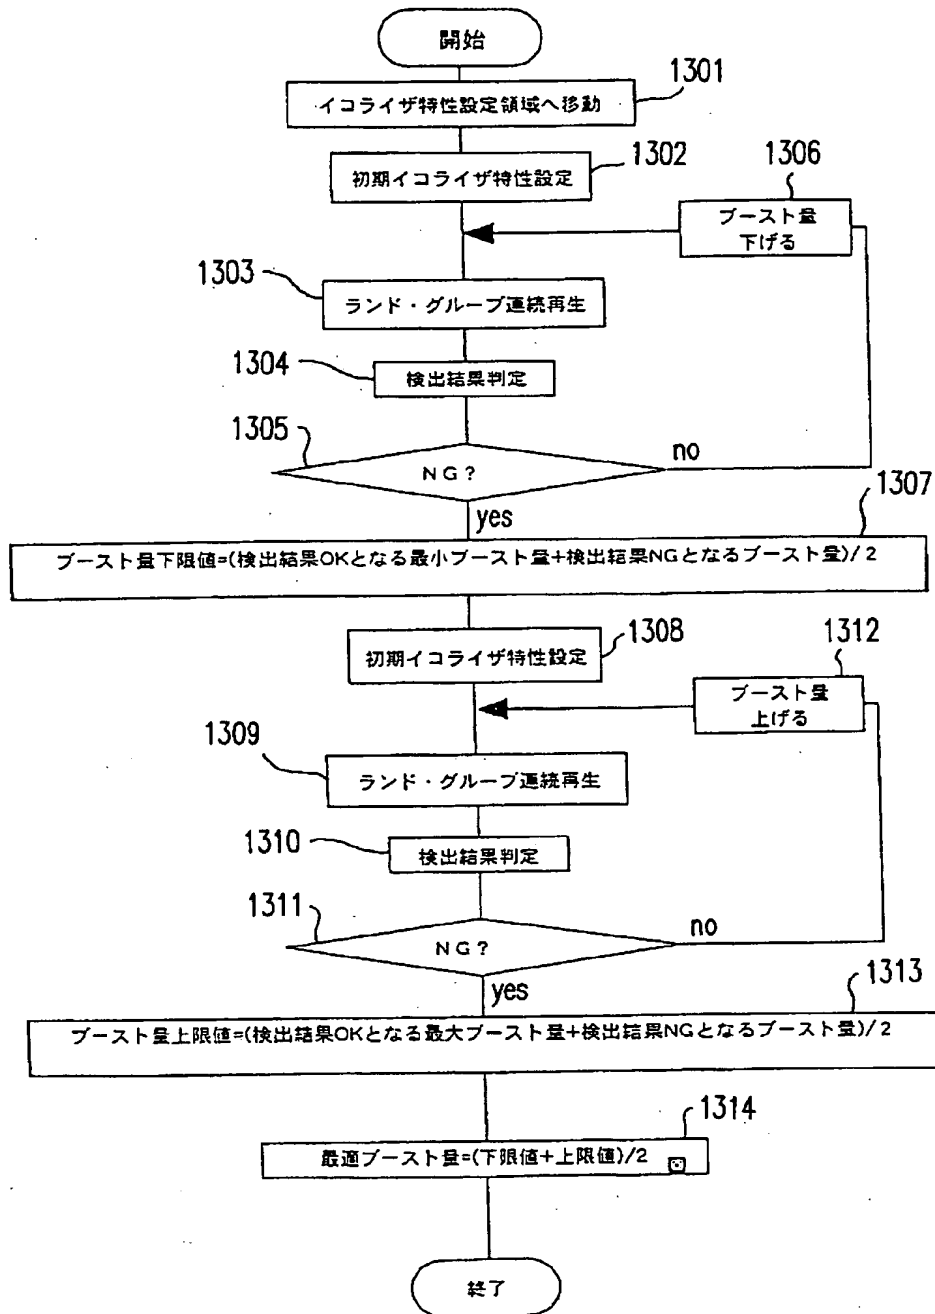 開始
1301
イコライザ特性設定領域へ移動
1302
初期イコライザ特性設定
1306
ブースト量
下げる
1303
ランド・グルーブ連続再生
1304
検出結果判定
1305
NG?
no
yes
1307
ブースト量下限値=(検出結果OKとなる最小ブースト量+検出結果NGとなるブースト量)/2
1308
初期イコライザ特性設定
1312
ブースト量
上げる
1309
ランド・グルーブ連続再生
1310
検出結果判定
1311
NG?
no
yes
1313
ブースト量上限値=(検出結果OKとなる最大ブースト量+検出結果NGとなるブースト量)/2
1314
最適ブースト量=(下限値+上限値)/2
終了